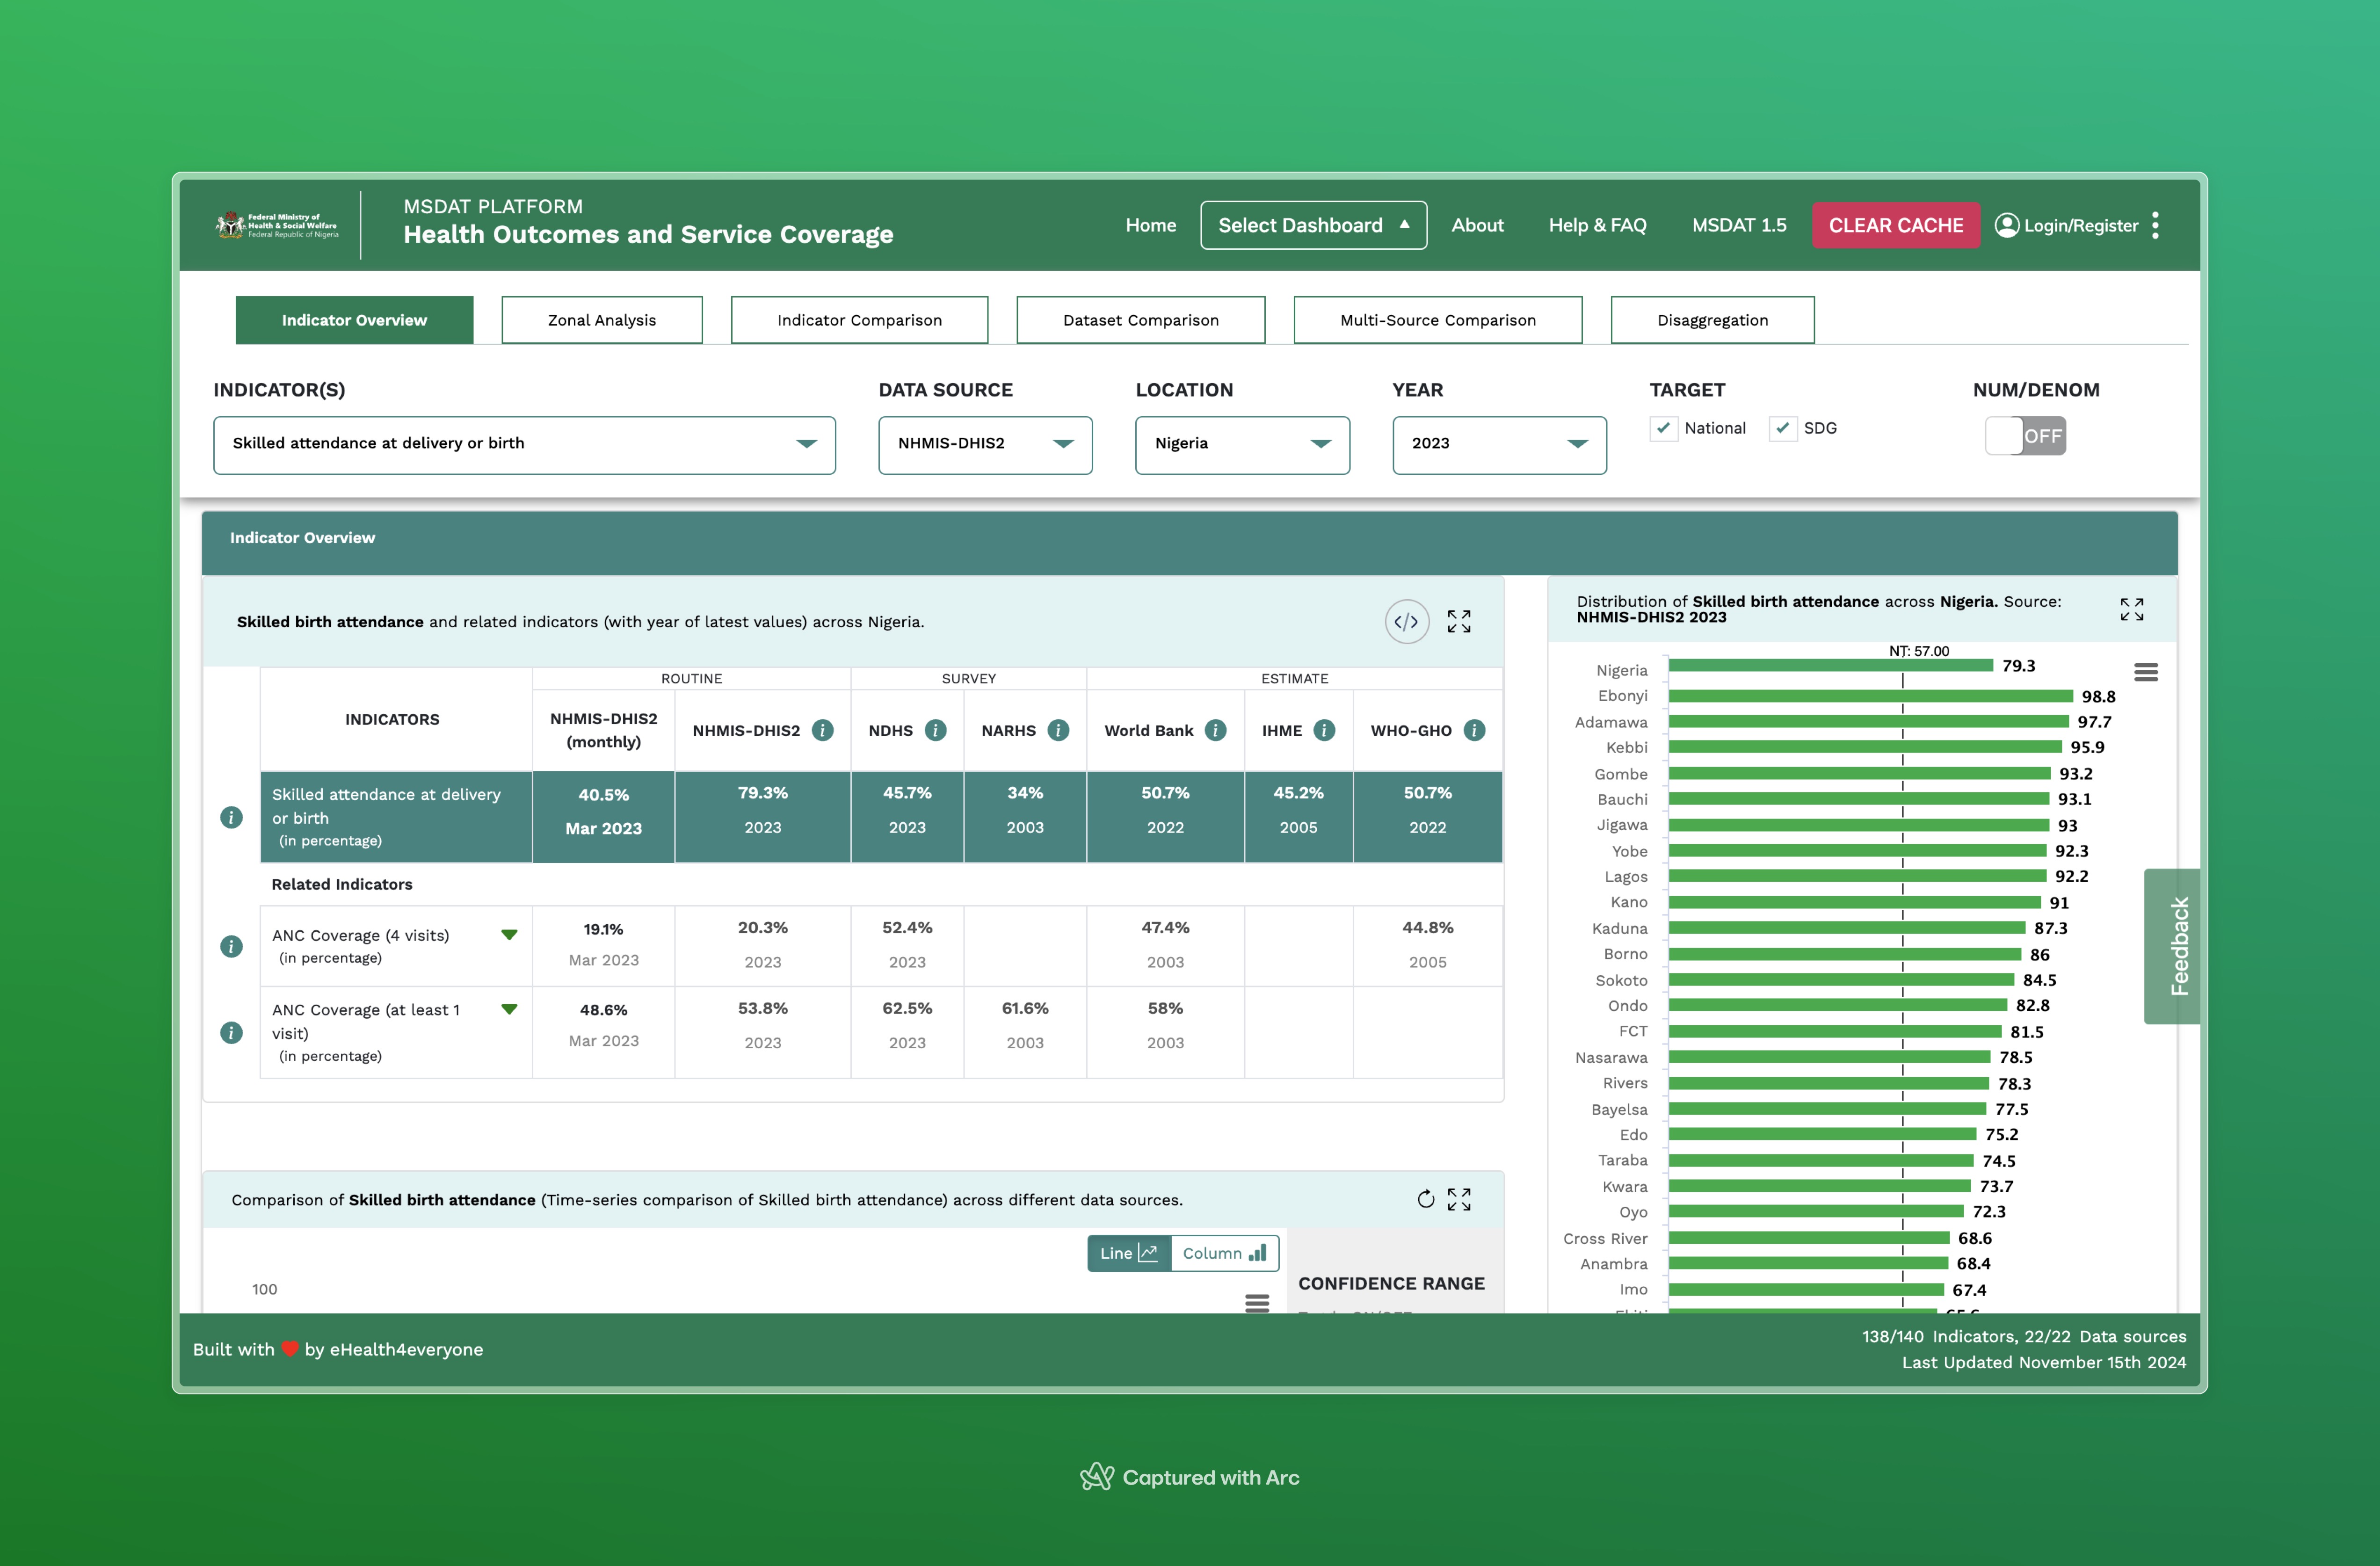 Federal Ministry of
Health & Social Welfare
Federal Republic of Nigeria
MSDAT PLATFORM
Health Outcomes and Service Coverage
Home
Select Dashboard
About
Help & FAQ
MSDAT 1.5
CLEAR CACHE
Login/Register
Indicator Overview
Zonal Analysis
Indicator Comparison
Dataset Comparison
Multi-Source Comparison
Disaggregation
INDICATOR(S)
Skilled attendance at delivery or birth
DATA SOURCE
NHMIS-DHIS2
LOCATION
Nigeria
YEAR
2023
TARGET
National
SDG
NUM/DENOM
OFF
Indicator Overview
Skilled birth attendance and related indicators (with year of latest values) across Nigeria.
</>
INDICATORS
ROUTINE
SURVEY
ESTIMATE
NHMIS-DHIS2
(monthly)
NHMIS-DHIS2 i
NDHS i
NARHS i
World Bank i
IHME i
WHO-GHO i
i
Skilled attendance at delivery
or birth
(in percentage)
40.5%
Mar 2023
79.3%
2023
45.7%
2023
34%
2003
50.7%
2022
45.2%
2005
50.7%
2022
Related Indicators
i
ANC Coverage (4 visits)
(in percentage)
19.1%
Mar 2023
20.3%
2023
52.4%
2023
47.4%
2003
44.8%
2005
i
ANC Coverage (at least 1
visit)
(in percentage)
48.6%
Mar 2023
53.8%
2023
62.5%
2023
61.6%
2003
58%
2003
Comparison of Skilled birth attendance (Time-series comparison of Skilled birth attendance) across different data sources.
Line
Column
100
CONFIDENCE RANGE
Distribution of Skilled birth attendance across Nigeria. Source:
NHMIS-DHIS2 2023
NT: 57.00
Nigeria 79.3
Ebonyi 98.8
Adamawa 97.7
Kebbi 95.9
Gombe 93.2
Bauchi 93.1
Jigawa 93
Yobe 92.3
Lagos 92.2
Kano 91
Kaduna 87.3
Borno 86
Sokoto 84.5
Ondo 82.8
FCT 81.5
Nasarawa 78.5
Rivers 78.3
Bayelsa 77.5
Edo 75.2
Taraba 74.5
Kwara 73.7
Oyo 72.3
Cross River 68.6
Anambra 68.4
Imo 67.4
Feedback
Built with ❤ by eHealth4everyone
138/140 Indicators, 22/22 Data sources
Last Updated November 15th 2024
Captured with Arc